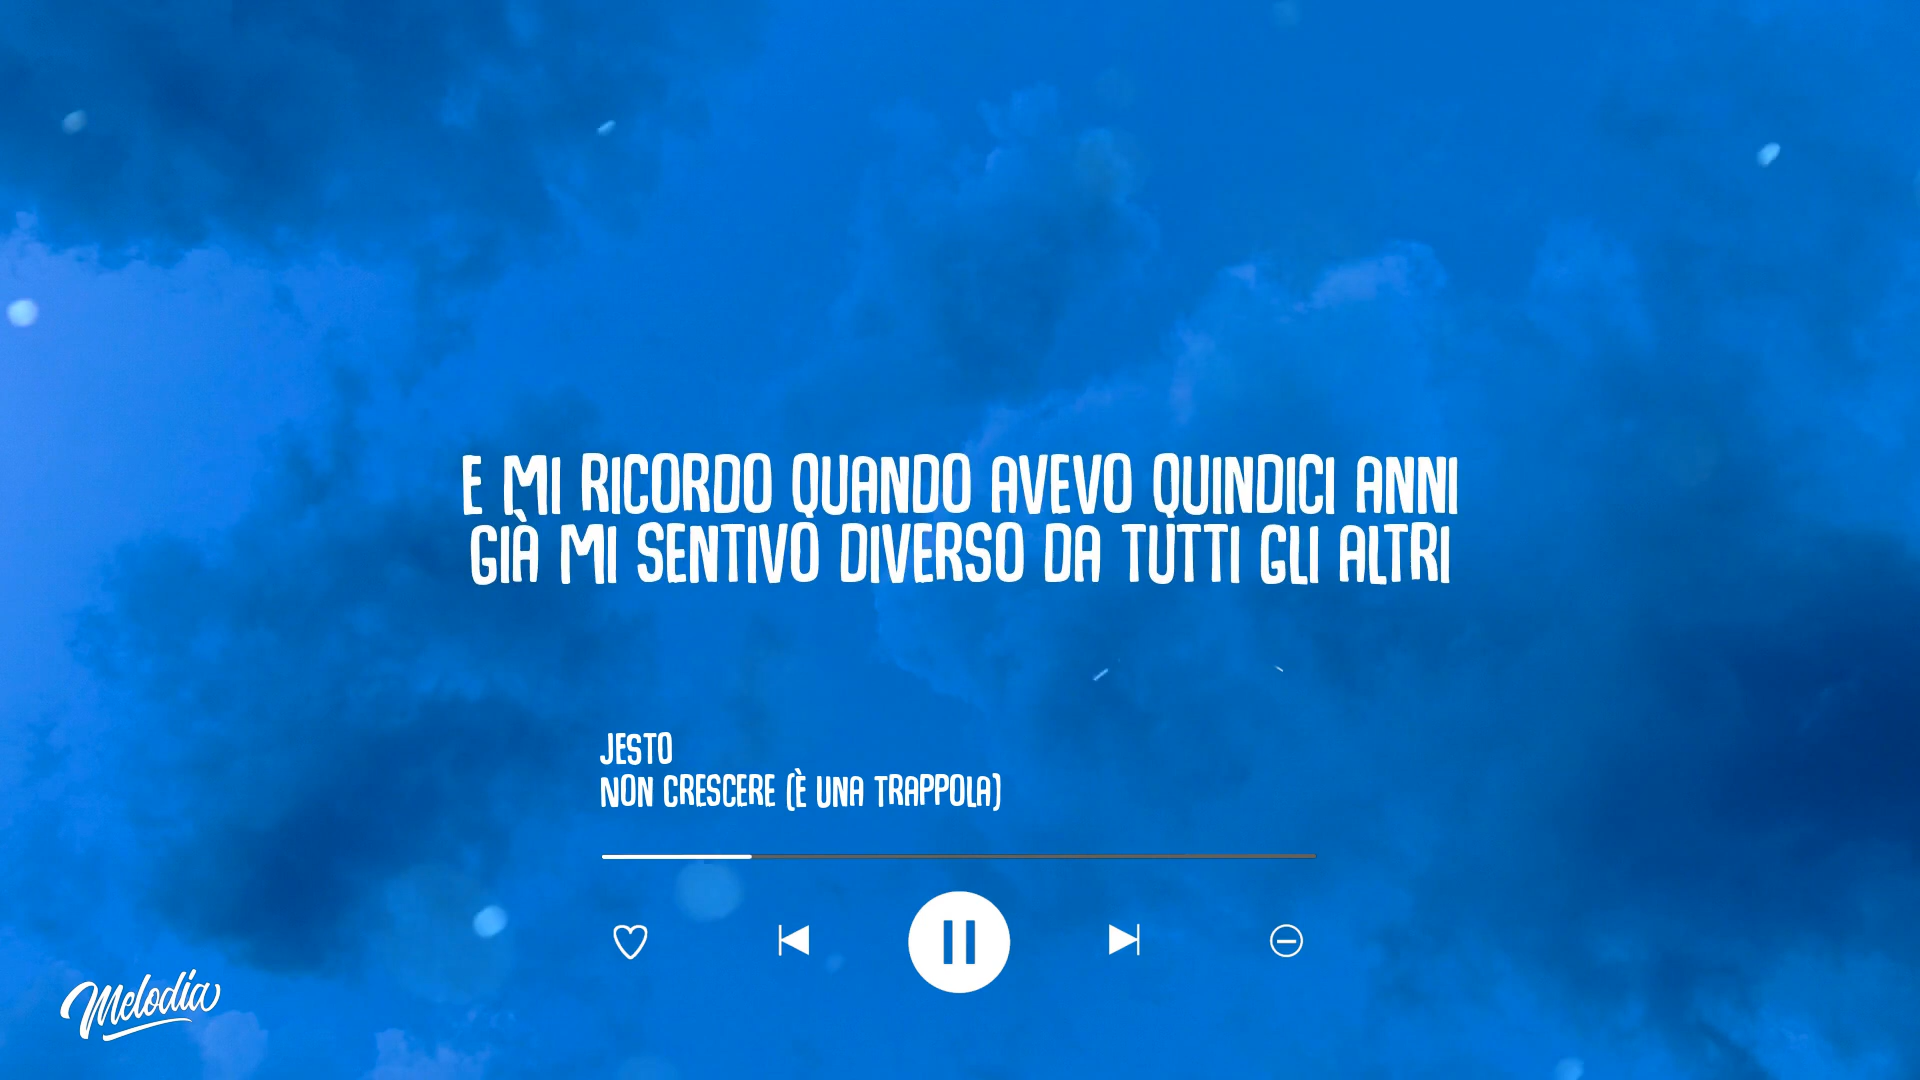 E MI RICORDO QUANDO AVEVO QUINDICI ANNI
GIÀ MI SENTIVO DIVERSO DA TUTTI GLI ALTRI
JESTO
NON CRESCERE (È UNA TRAPPOLA)
Melodia